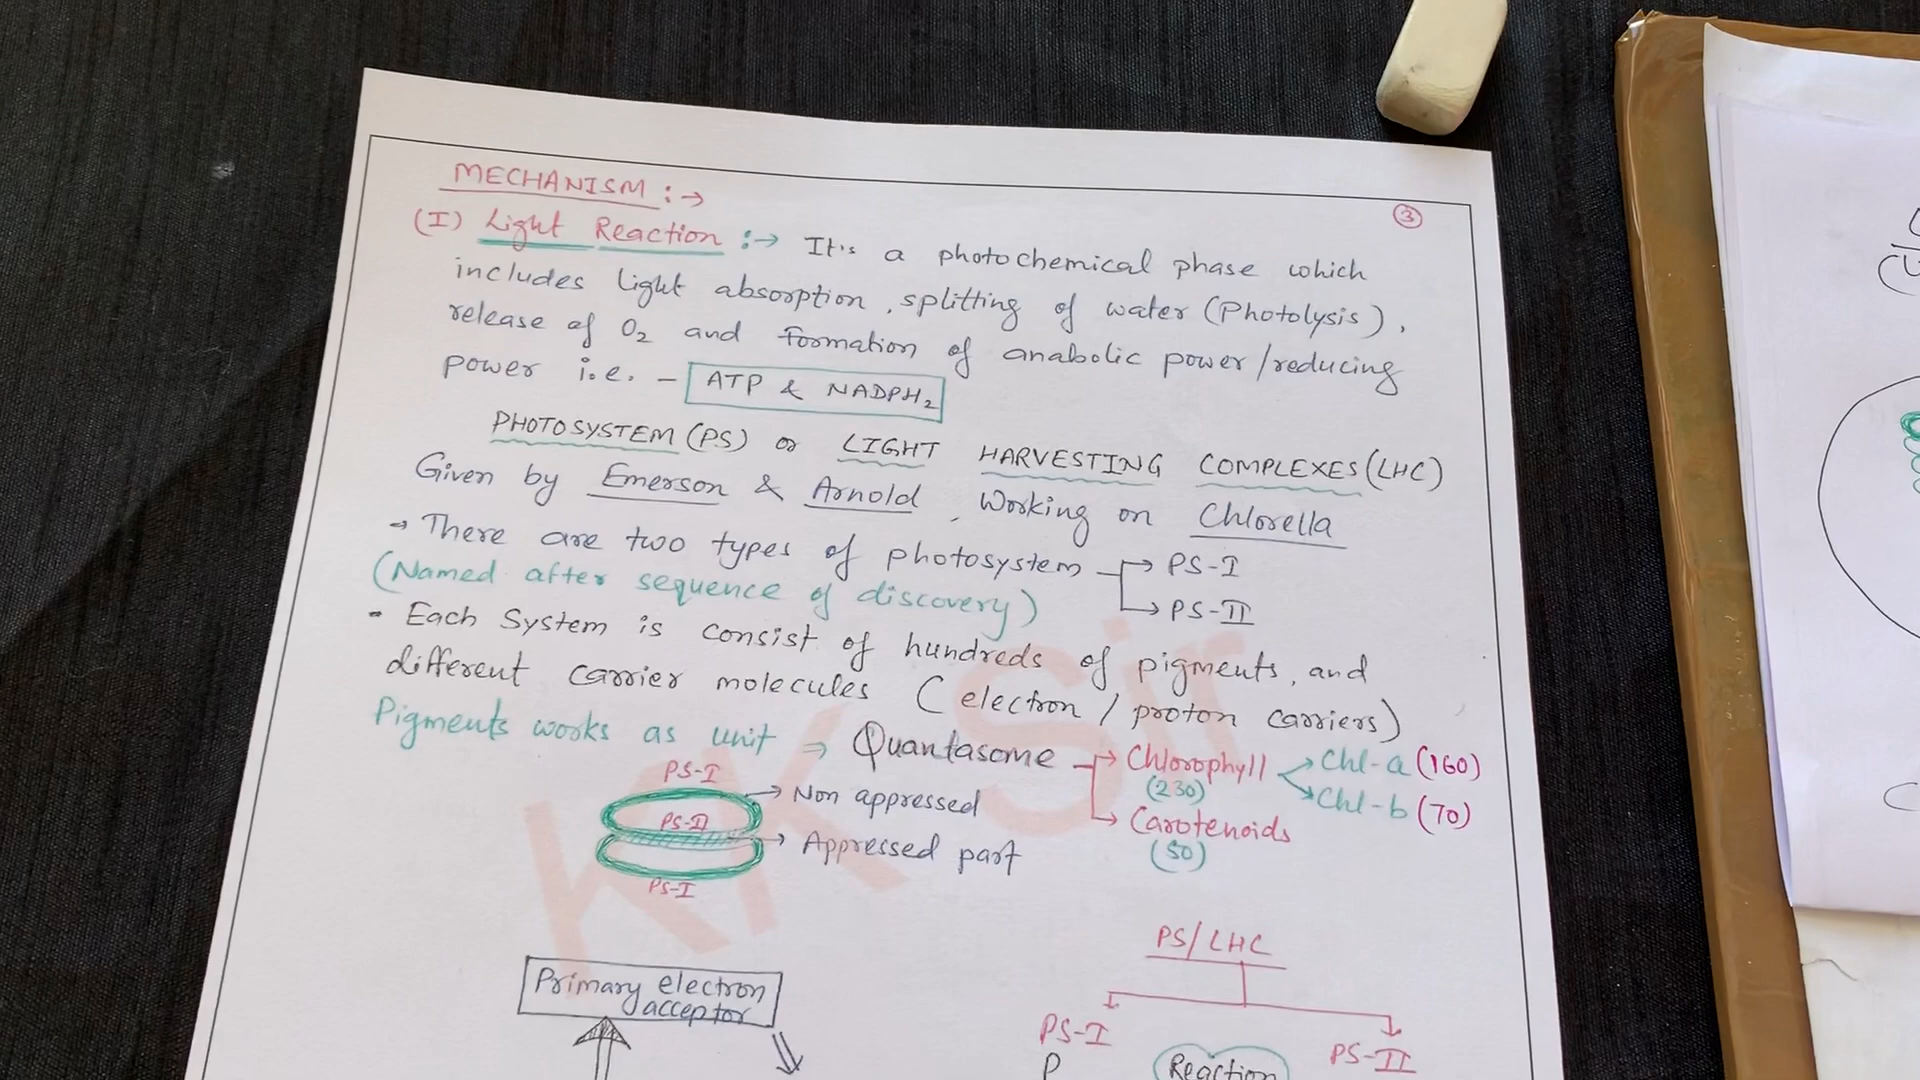 MECHANISM :→
3
(I) Light Reaction :→ It's a photochemical phase which
includes light absorption, splitting of water (Photolysis),
release of O2 and formation of anabolic power/reducing
power i.e. - ATP & NADPH2
PHOTOSYSTEM (PS) or LIGHT HARVESTING COMPLEXES (LHC)
Given by Emerson & Arnold, Working on Chlorella
→ There are two types of photosystem → PS-I
→ PS-II
(Named after sequence of discovery)
- Each System is consist of hundreds of pigments, and
different carrier molecules (electron / proton carriers)
Pigments works as unit ⇒ Quantasome → Chlorophyll → Chl-a (160)
(230) → Chl-b (70)
→ Carotenoids
(50)
PS-I
→ Non appressed
PS-II
→ Appressed part
PS-I
KK Sir
PS/LHC
Primary electron
acceptor
PS-I
PS-II
P
Reaction